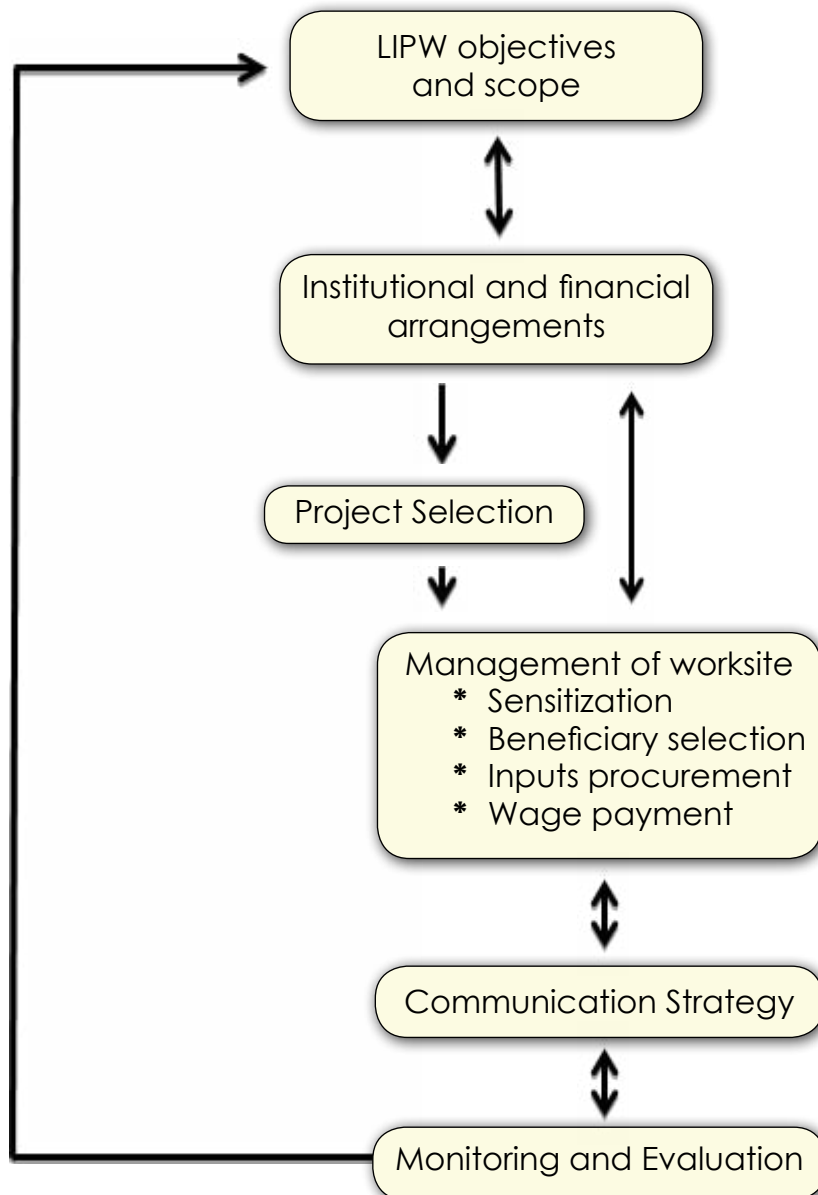 LIPW objectives
and scope
Institutional and financial
arrangements
Project Selection
Management of worksite
* Sensitization
* Beneficiary selection
* Inputs procurement
* Wage payment
Communication Strategy
Monitoring and Evaluation